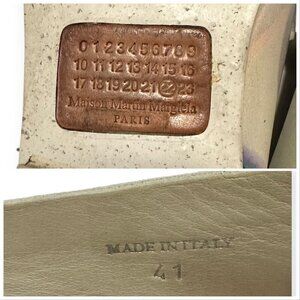 0 1 2 3 4 5 6 7 8 9
10 11 12 13 14 15 16
17 18 19 20 21 22 23
Maison Martin Margiela
PARIS
MADE IN ITALY
41